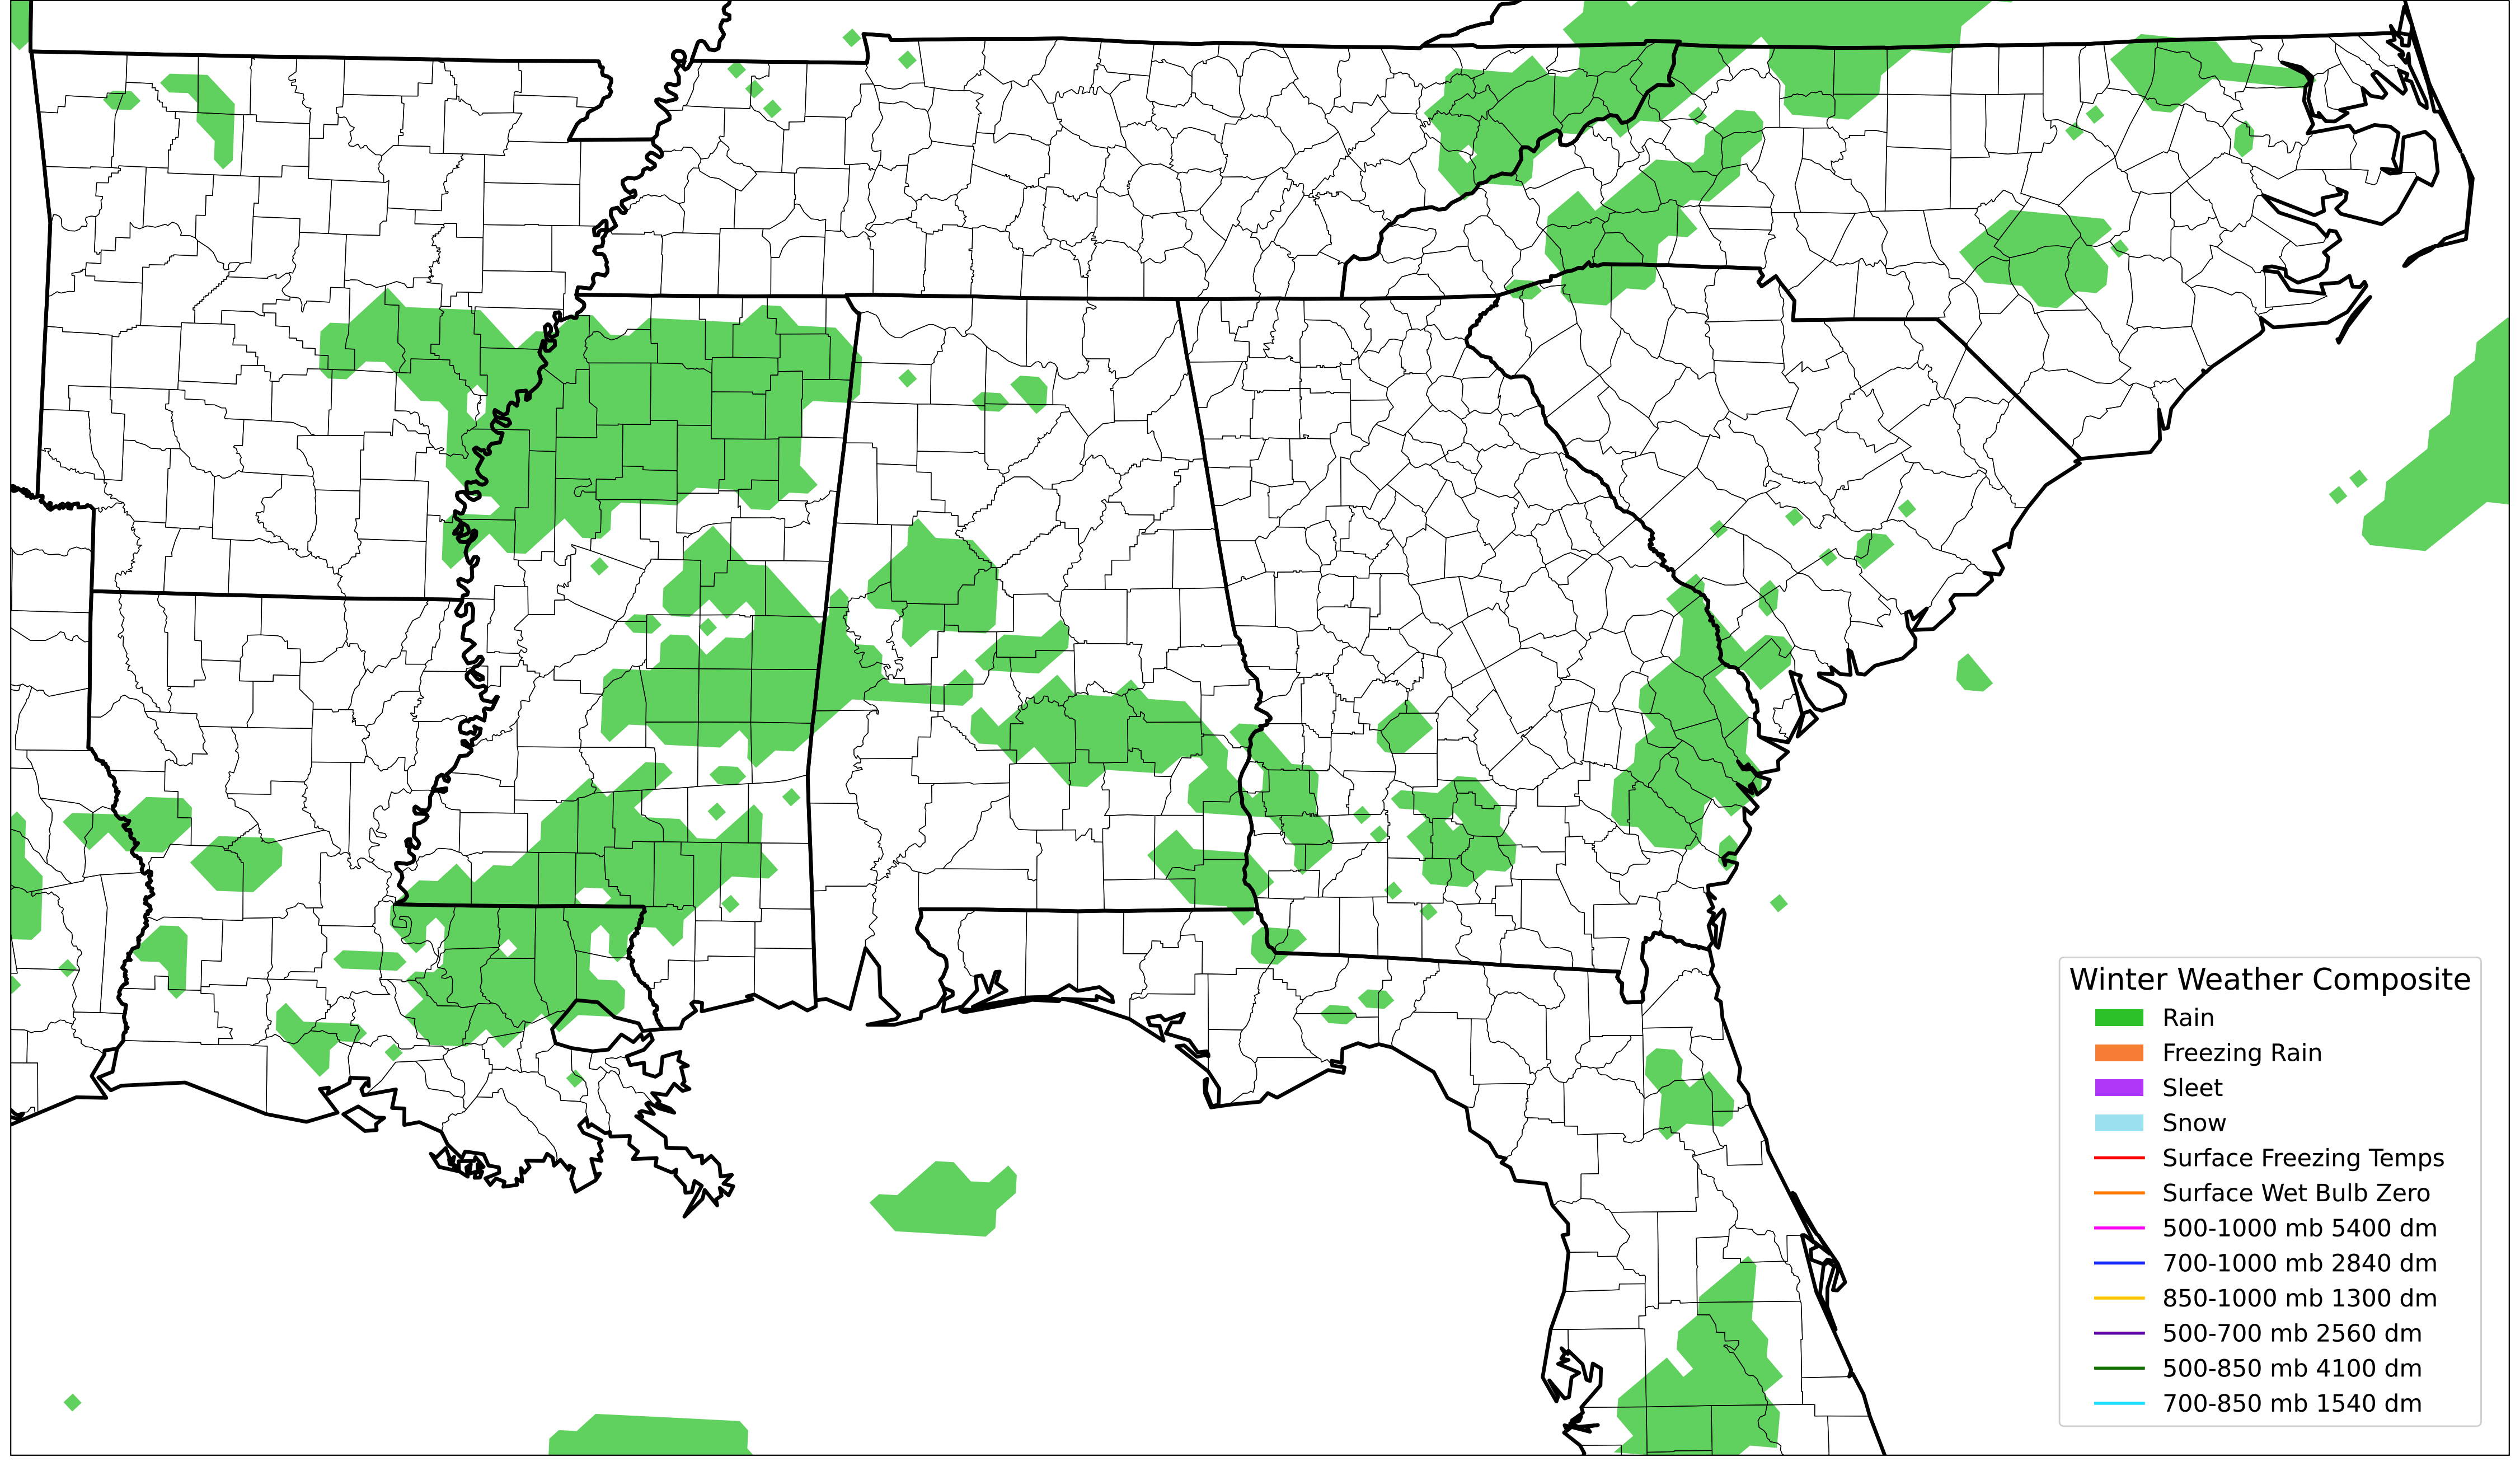 Winter Weather Composite
Rain
Freezing Rain
Sleet
Snow
Surface Freezing Temps
Surface Wet Bulb Zero
500-1000 mb 5400 dm
700-1000 mb 2840 dm
850-1000 mb 1300 dm
500-700 mb 2560 dm
500-850 mb 4100 dm
700-850 mb 1540 dm